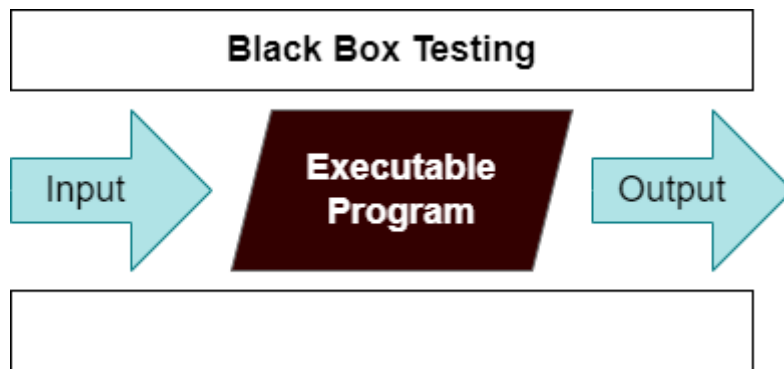 Black Box Testing
Input
Executable
Program
Output